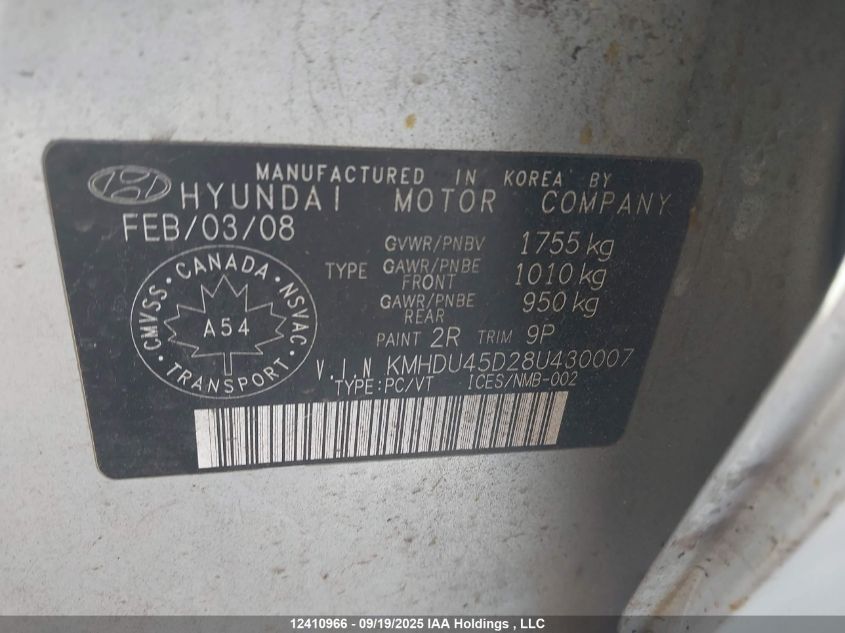 MANUFACTURED IN KOREA BY
HYUNDAI MOTOR COMPANY
FEB/03/08
GVWR/PNBV 1755 kg
TYPE GAWR/PNBE FRONT 1010 kg
GAWR/PNBE REAR 950 kg
PAINT 2R TRIM 9P
CANADA
CMVSS
NSVAC
A54
TRANSPORT
V.I.N KMHDU45D28U430007
TYPE:PC/VT ICES/NMB-002
12410966 - 09/19/2025 IAA Holdings , LLC